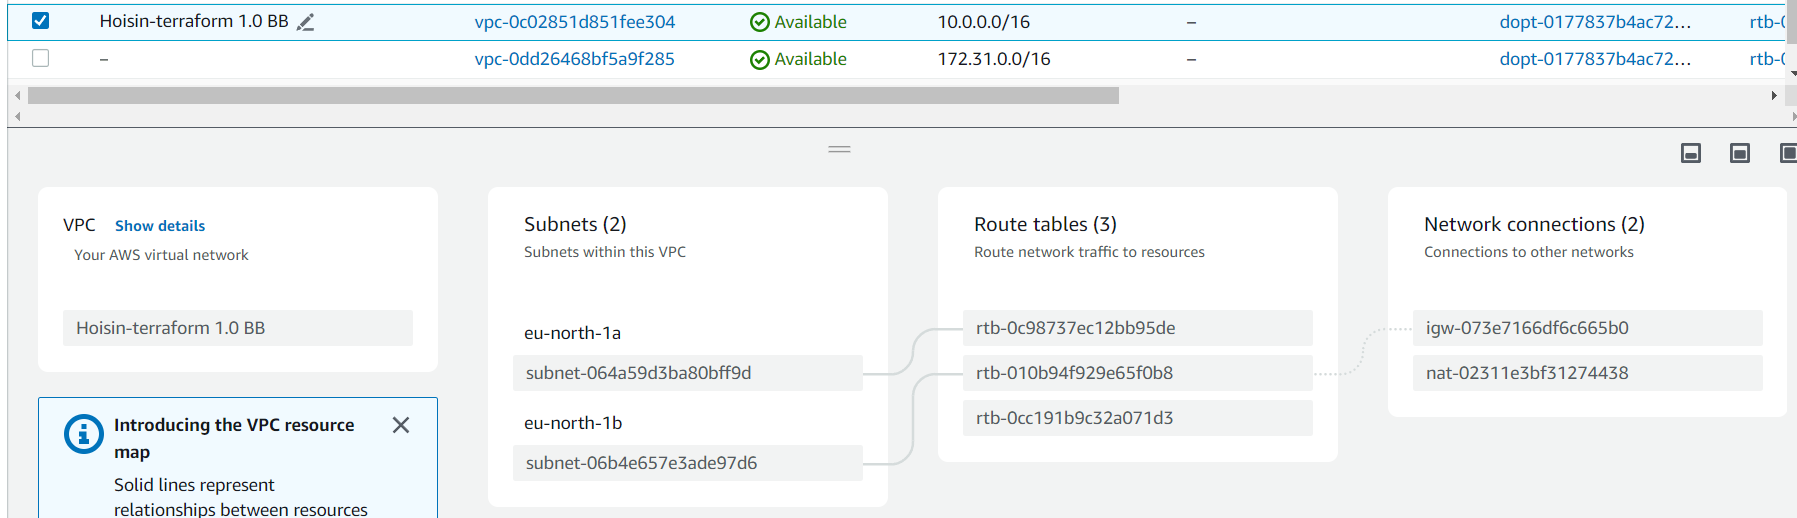 Hoisin-terraform 1.0 BB vpc-0c02851d851fee304 Available 10.0.0.0/16 – dopt-0177837b4ac72… rtb-0
– vpc-0dd26468bf5a9f285 Available 172.31.0.0/16 – dopt-0177837b4ac72… rtb-0
VPC Show details
Your AWS virtual network
Hoisin-terraform 1.0 BB
Introducing the VPC resource
map
Solid lines represent
relationships between resources
Subnets (2)
Subnets within this VPC
eu-north-1a
subnet-064a59d3ba80bff9d
eu-north-1b
subnet-06b4e657e3ade97d6
Route tables (3)
Route network traffic to resources
rtb-0c98737ec12bb95de
rtb-010b94f929e65f0b8
rtb-0cc191b9c32a071d3
Network connections (2)
Connections to other networks
igw-073e7166df6c665b0
nat-02311e3bf31274438